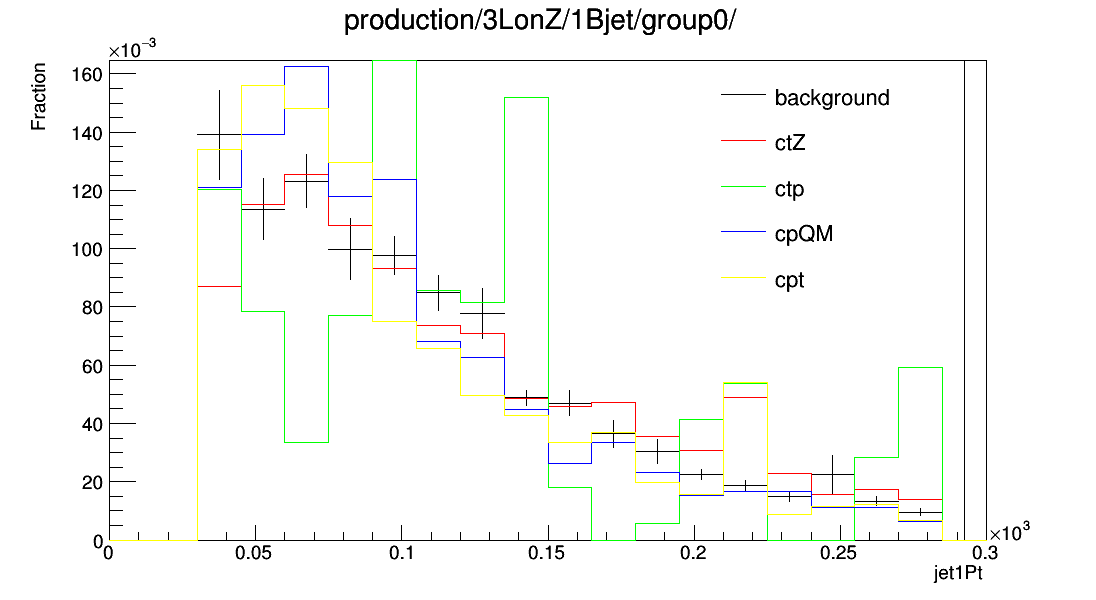 production/3LonZ/1Bjet/group0/
×10⁻³
Fraction
160
140
120
100
80
60
40
20
0
background
ctZ
ctp
cpQM
cpt
0 0.05 0.1 0.15 0.2 0.25 0.3
×10³
jet1Pt